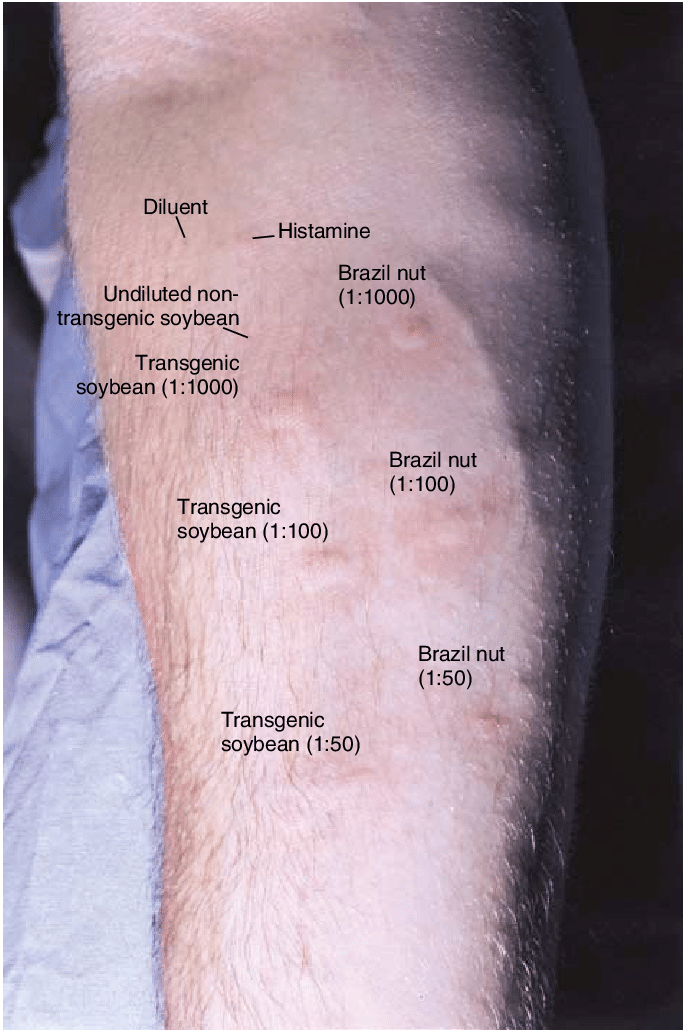 Diluent
Histamine
Brazil nut
(1:1000)
Undiluted non-
transgenic soybean
Transgenic
soybean (1:1000)
Brazil nut
(1:100)
Transgenic
soybean (1:100)
Brazil nut
(1:50)
Transgenic
soybean (1:50)